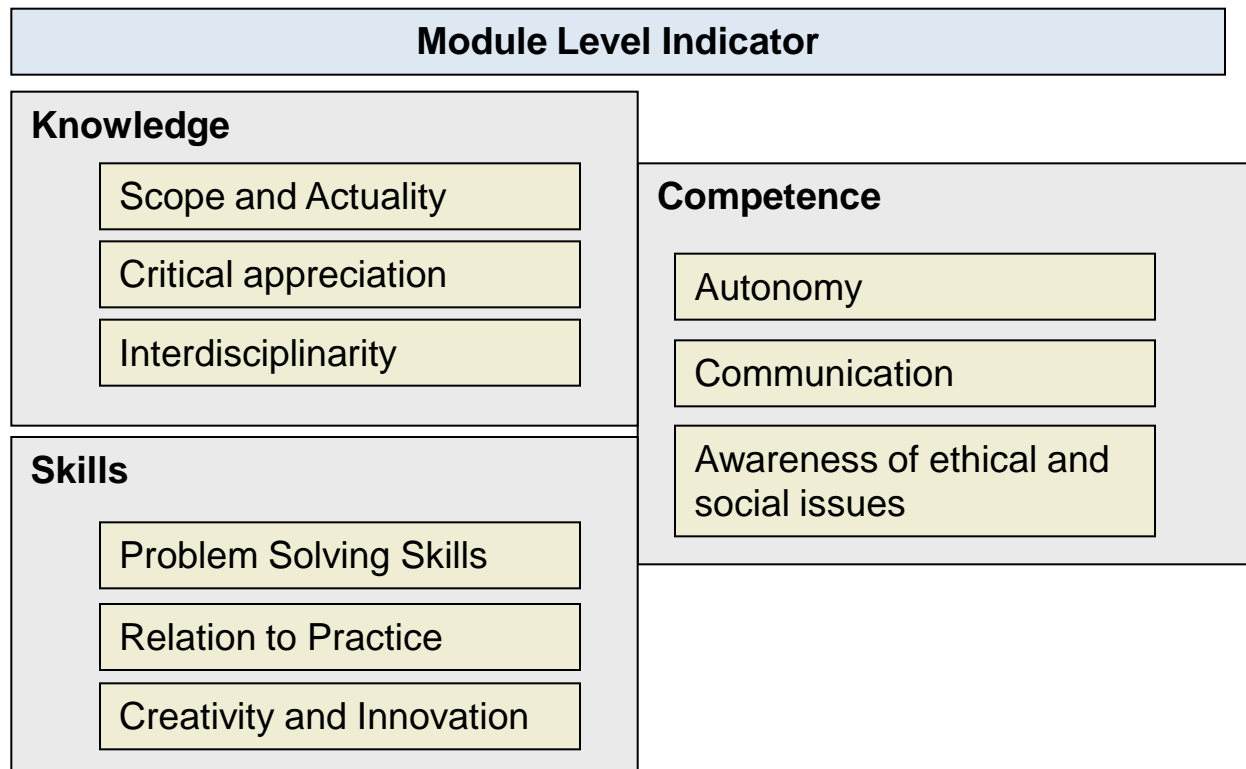 Module Level Indicator
Knowledge
Scope and Actuality
Critical appreciation
Interdisciplinarity
Skills
Problem Solving Skills
Relation to Practice
Creativity and Innovation
Competence
Autonomy
Communication
Awareness of ethical and
social issues